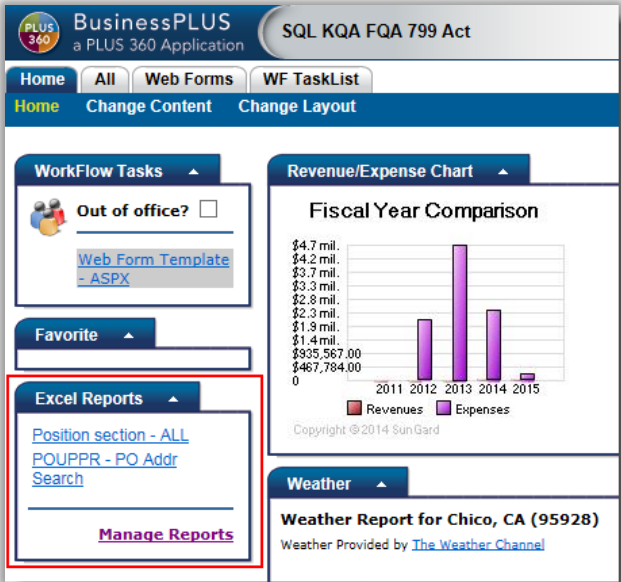 PLUS
360
BusinessPLUS
a PLUS 360 Application
SQL KQA FQA 799 Act
Home All Web Forms WF TaskList
Home Change Content Change Layout
WorkFlow Tasks
Out of office?
Web Form Template
- ASPX
Favorite
Excel Reports
Position section - ALL
POUPPR - PO Addr
Search
Manage Reports
Revenue/Expense Chart
Fiscal Year Comparison
$4.7 mil.
$4.2 mil.
$3.7 mil.
$3.3 mil.
$2.8 mil.
$2.3 mil.
$1.9 mil.
$1.4 mil.
$935,567.00
$467,784.00
0
2011 2012 2013 2014 2015
Revenues Expenses
Copyright ©2014 SunGard
Weather
Weather Report for Chico, CA (95928)
Weather Provided by The Weather Channel